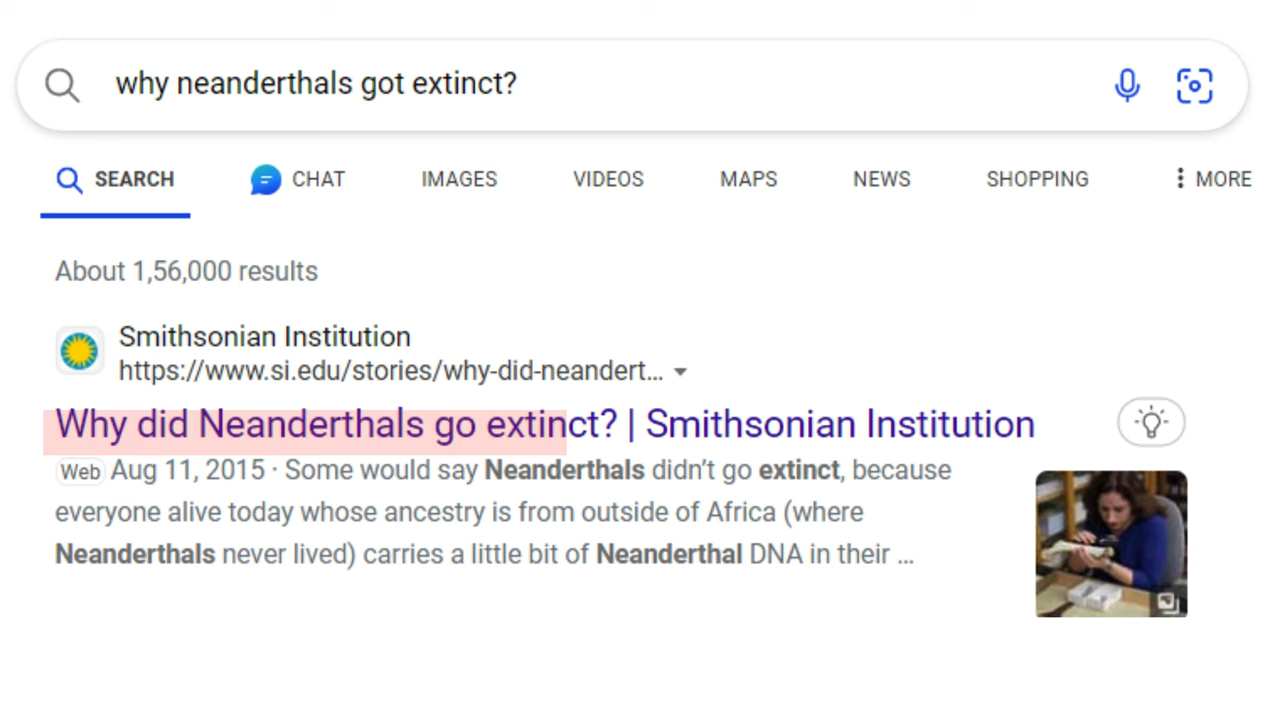 why neanderthals got extinct?
SEARCH CHAT IMAGES VIDEOS MAPS NEWS SHOPPING MORE
About 1,56,000 results
Smithsonian Institution
https://www.si.edu/stories/why-did-neandert...
Why did Neanderthals go extinct? | Smithsonian Institution
Web Aug 11, 2015 · Some would say Neanderthals didn’t go extinct, because
everyone alive today whose ancestry is from outside of Africa (where
Neanderthals never lived) carries a little bit of Neanderthal DNA in their ...